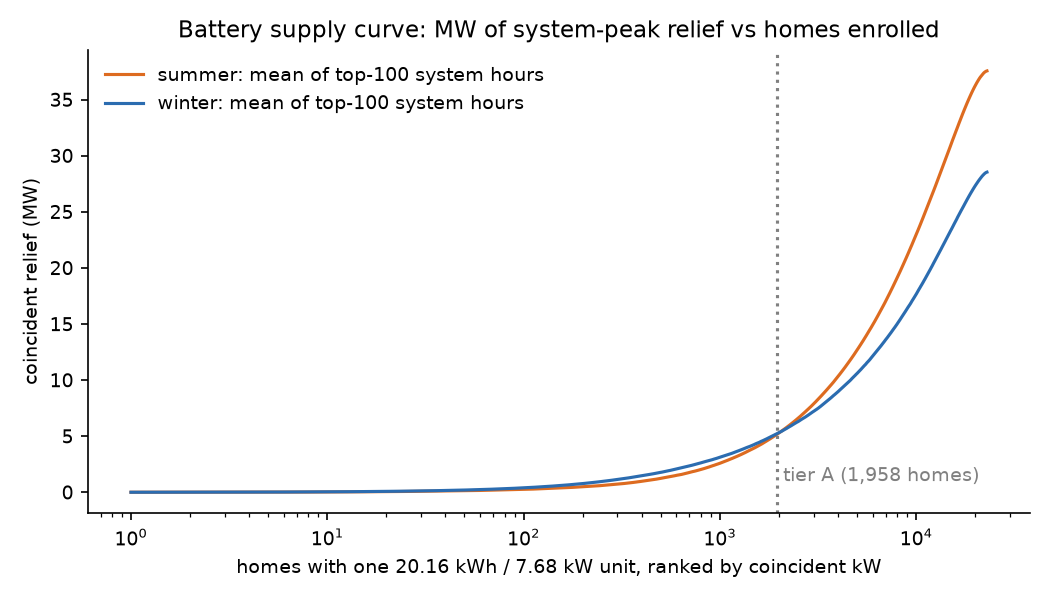 Battery supply curve: MW of system-peak relief vs homes enrolled
summer: mean of top-100 system hours
winter: mean of top-100 system hours
coincident relief (MW)
35
30
25
20
15
10
5
0
tier A (1,958 homes)
10⁰ 10¹ 10² 10³ 10⁴
homes with one 20.16 kWh / 7.68 kW unit, ranked by coincident kW